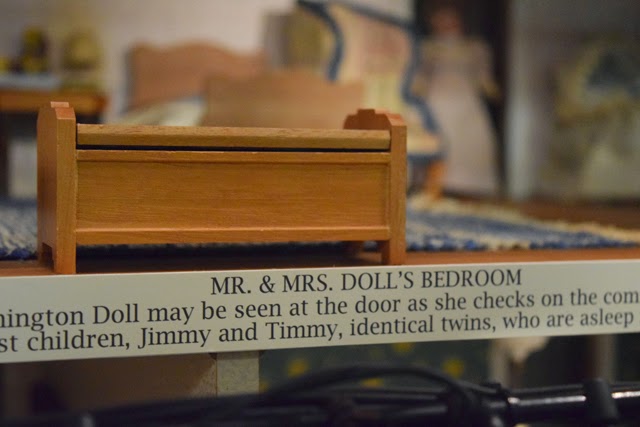 MR. & MRS. DOLL'S BEDROOM
nington Doll may be seen at the door as she checks on the com
st children, Jimmy and Timmy, identical twins, who are asleep